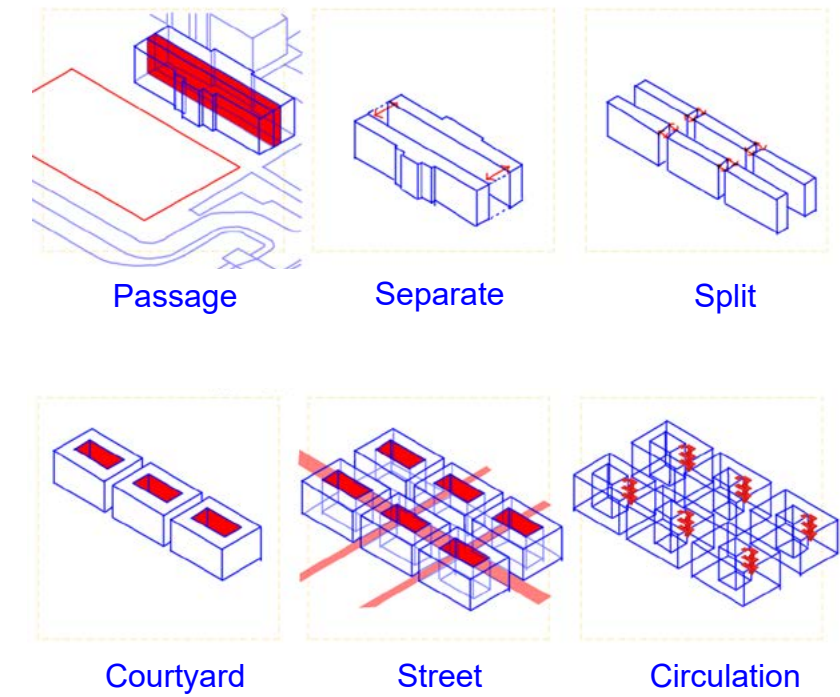 Passage
Separate
Split
Courtyard
Street
Circulation